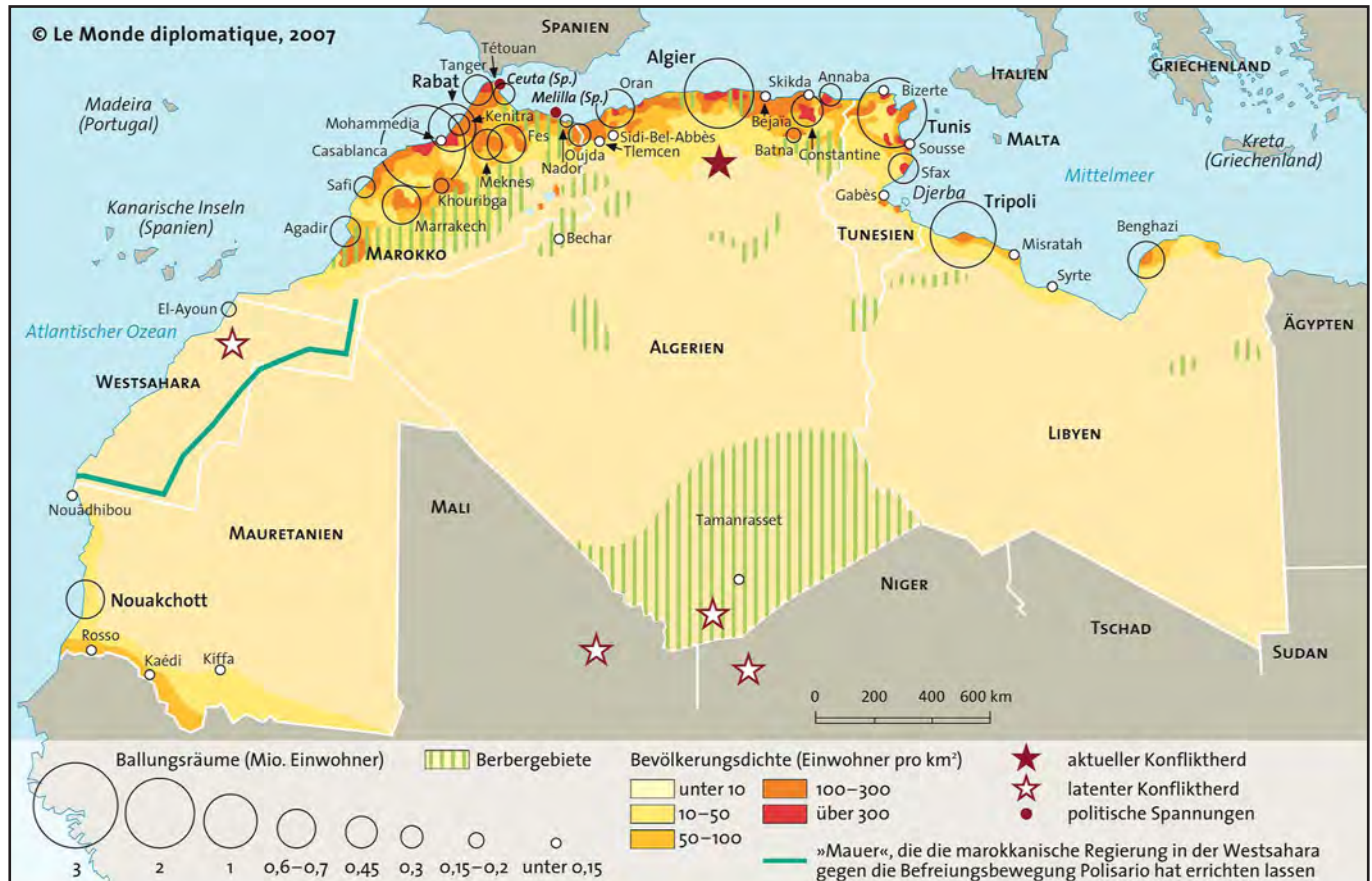 © Le Monde diplomatique, 2007
SPANIEN
ITALIEN
GRIECHENLAND
Madeira
(Portugal)
Tétouan
Tanger
Ceuta (Sp.)
Rabat
Melilla (Sp.)
Oran
Algier
Skikda
Annaba
Bizerte
Mohammedia
Kenitra
Casablanca
Fes
Sidi-Bel-Abbès
Tlemcen
Oujda
Nador
Meknes
Bejaïa
Batna
Constantine
Tunis
Sousse
Sfax
MALTA
Kreta
(Griechenland)
Mittelmeer
Safi
Khouribga
Marrakech
Gabès
Djerba
Tripoli
Kanarische Inseln
(Spanien)
Agadir
MAROKKO
Bechar
TUNESIEN
Misratah
Syrte
Benghazi
El-Ayoun
Atlantischer Ozean
WESTSAHARA
ALGERIEN
ÄGYPTEN
LIBYEN
Nouâdhibou
MAURETANIEN
MALI
Tamanrasset
NIGER
TSCHAD
SUDAN
Nouakchott
Rosso
Kaédi
Kiffa
0 200 400 600 km
Ballungsräume (Mio. Einwohner)
3 2 1 0,6–0,7 0,45 0,3 0,15–0,2 unter 0,15
Berbergebiete
Bevölkerungsdichte (Einwohner pro km²)
unter 10
10–50
50–100
100–300
über 300
aktueller Konfliktherd
latenter Konfliktherd
politische Spannungen
»Mauer«, die die marokkanische Regierung in der Westsahara
gegen die Befreiungsbewegung Polisario hat errichten lassen